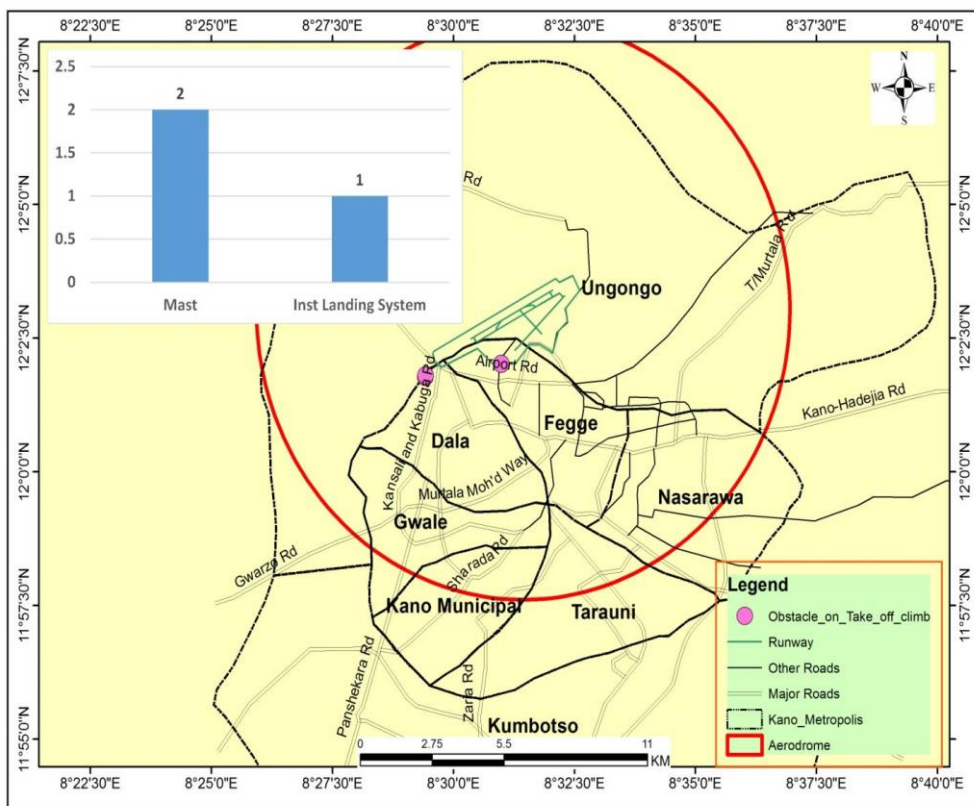 8°22'30"E 8°25'0"E 8°27'30"E 8°30'0"E 8°32'30"E 8°35'0"E 8°37'30"E 8°40'0"E
12°7'30"N
12°5'0"N
12°2'30"N
12°0'0"N
11°57'30"N
11°55'0"N
2.5
2
1.5
1
0.5
0
2
1
Mast
Inst Landing System
N
W E
S
Rd
T/Murtala Rd
Ungongo
Airport Rd
Kansali and Kabuga Rd
Kano-Hadejia Rd
Fegge
Dala
Murtala Moh'd Way
Nasarawa
Gwale
Gwarzo Rd
Sharada Rd
Kano Municipal
Tarauni
Panshekara Rd
Zaria Rd
Kumbotso
0 2.75 5.5 11
KM
Legend
Obstacle_on_Take_off_climb
Runway
Other Roads
Major Roads
Kano_Metropolis
Aerodrome
12°7'30"N
12°5'0"N
12°2'30"N
12°0'0"N
11°57'30"N
11°55'0"N
8°22'30"E 8°25'0"E 8°27'30"E 8°30'0"E 8°32'30"E 8°35'0"E 8°37'30"E 8°40'0"E